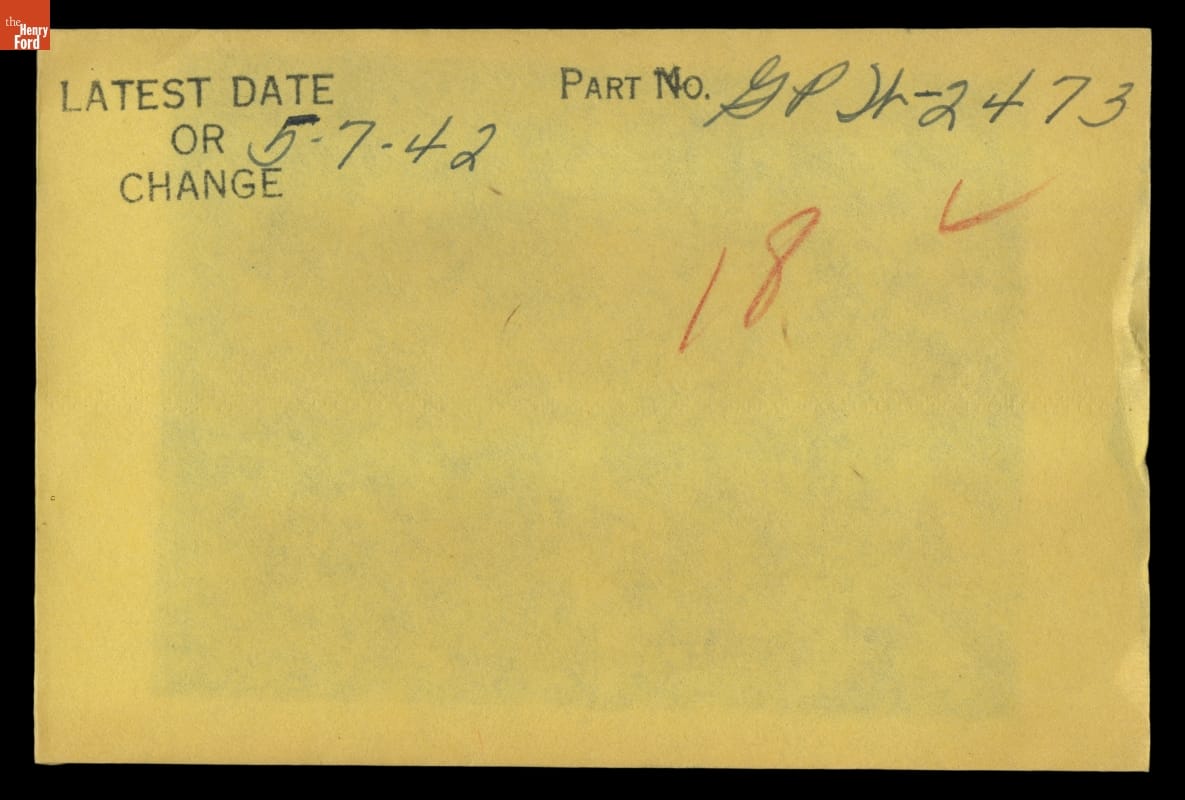 the
Henry
Ford
LATEST DATE
OR 5-7-42
CHANGE
PART NO. GPW-2473
18 ✓